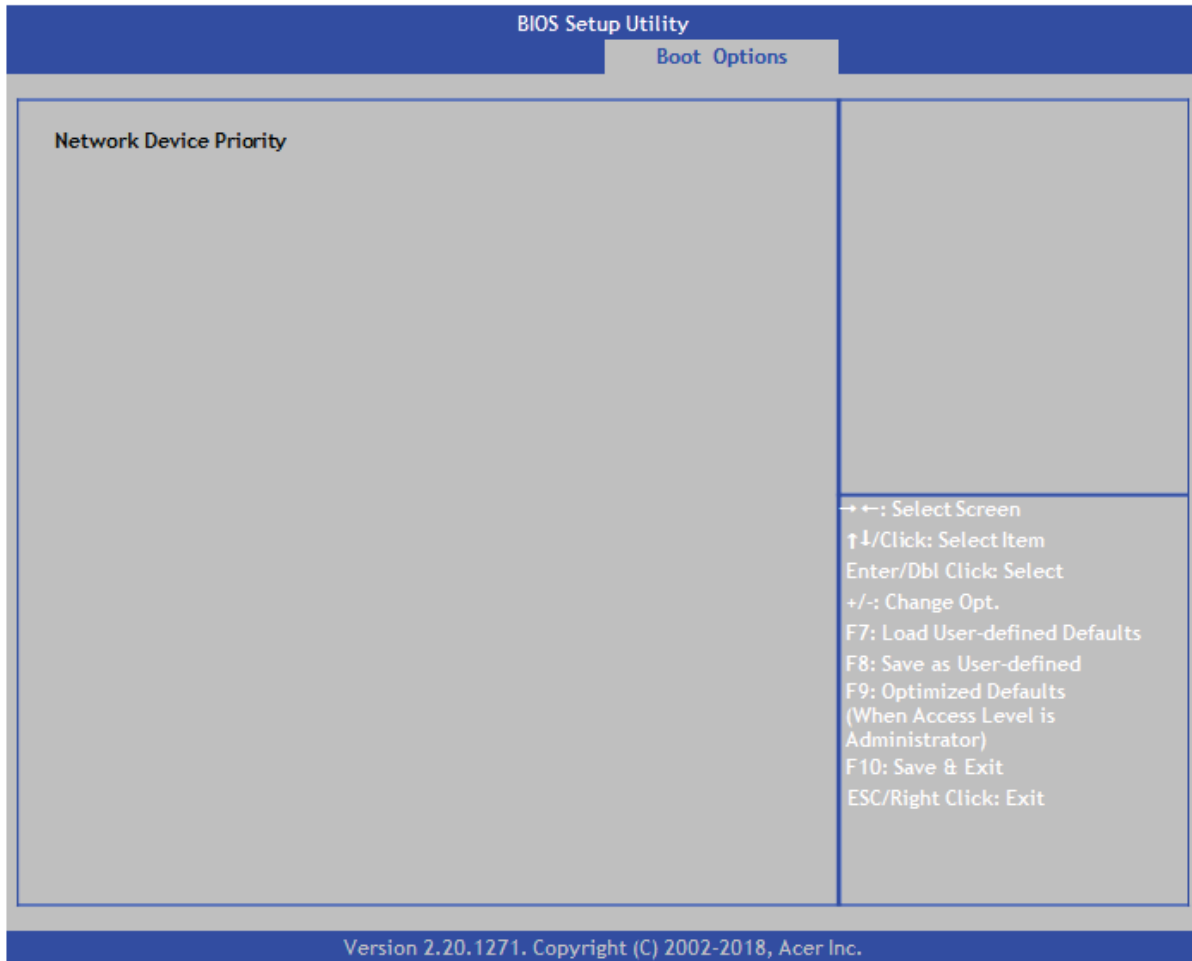 BIOS Setup Utility
Boot Options
Network Device Priority
→←: Select Screen
↑↓/Click: Select Item
Enter/Dbl Click: Select
+/-: Change Opt.
F7: Load User-defined Defaults
F8: Save as User-defined
F9: Optimized Defaults
(When Access Level is
Administrator)
F10: Save & Exit
ESC/Right Click: Exit
Version 2.20.1271. Copyright (C) 2002-2018, Acer Inc.